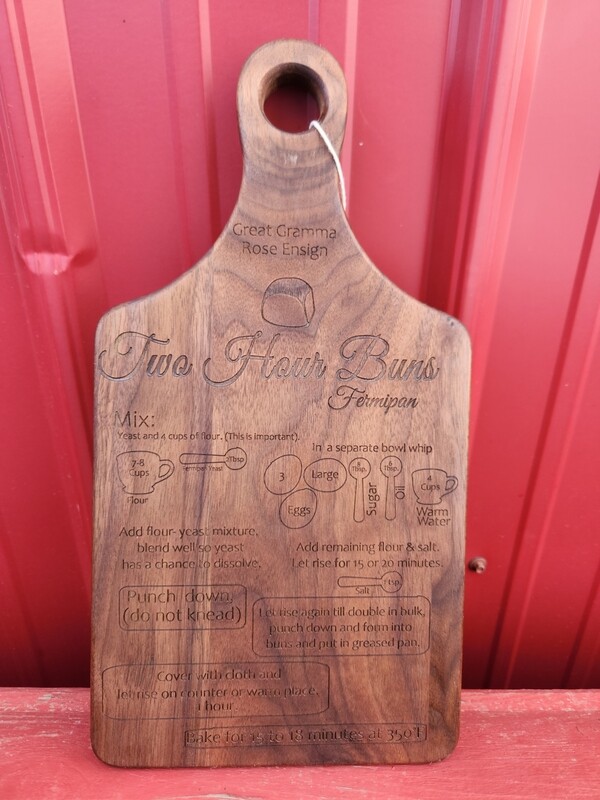 Great Gramma
Rose Ensign
Two Hour Buns
Fermipan
Mix:
Yeast and 4 cups of flour. (This is important).
7-8
Cups
Flour
2Tbsp
Fermipan Yeast
In a separate bowl whip
3
Large
Eggs
Tbsp.
Sugar
Tbsp.
Oil
4
Cups
Warm
Water
Add flour- yeast mixture,
blend well so yeast
has a chance to dissolve.
Add remaining flour & salt.
Let rise for 15 or 20 minutes.
1 tsp.
Salt
Punch down.
(do not knead)
Let rise again till double in bulk,
punch down and form into
buns and put in greased pan.
Cover with cloth and
let rise on counter or warm place,
1 hour.
Bake for 15 to 18 minutes at 350°F